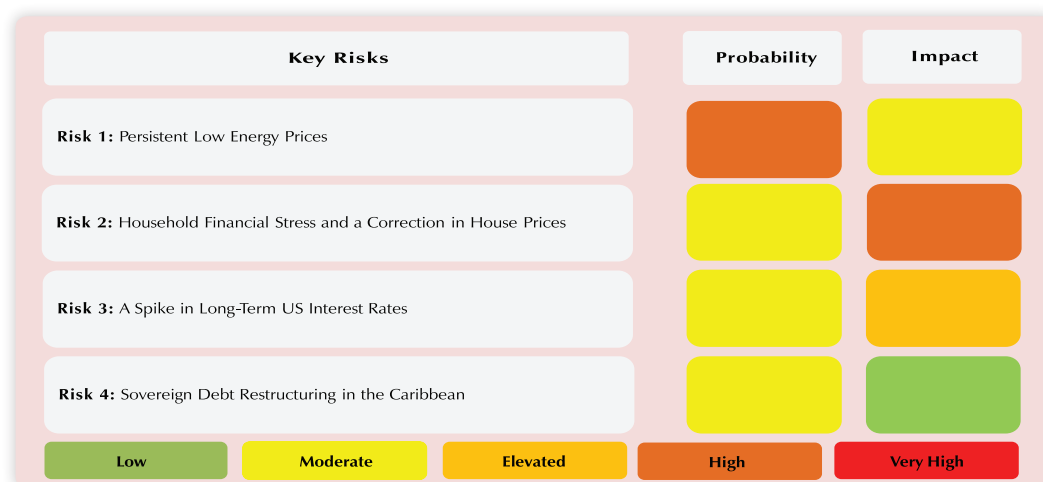 Key Risks
Probability
Impact
Risk 1: Persistent Low Energy Prices
Risk 2: Household Financial Stress and a Correction in House Prices
Risk 3: A Spike in Long-Term US Interest Rates
Risk 4: Sovereign Debt Restructuring in the Caribbean
Low
Moderate
Elevated
High
Very High